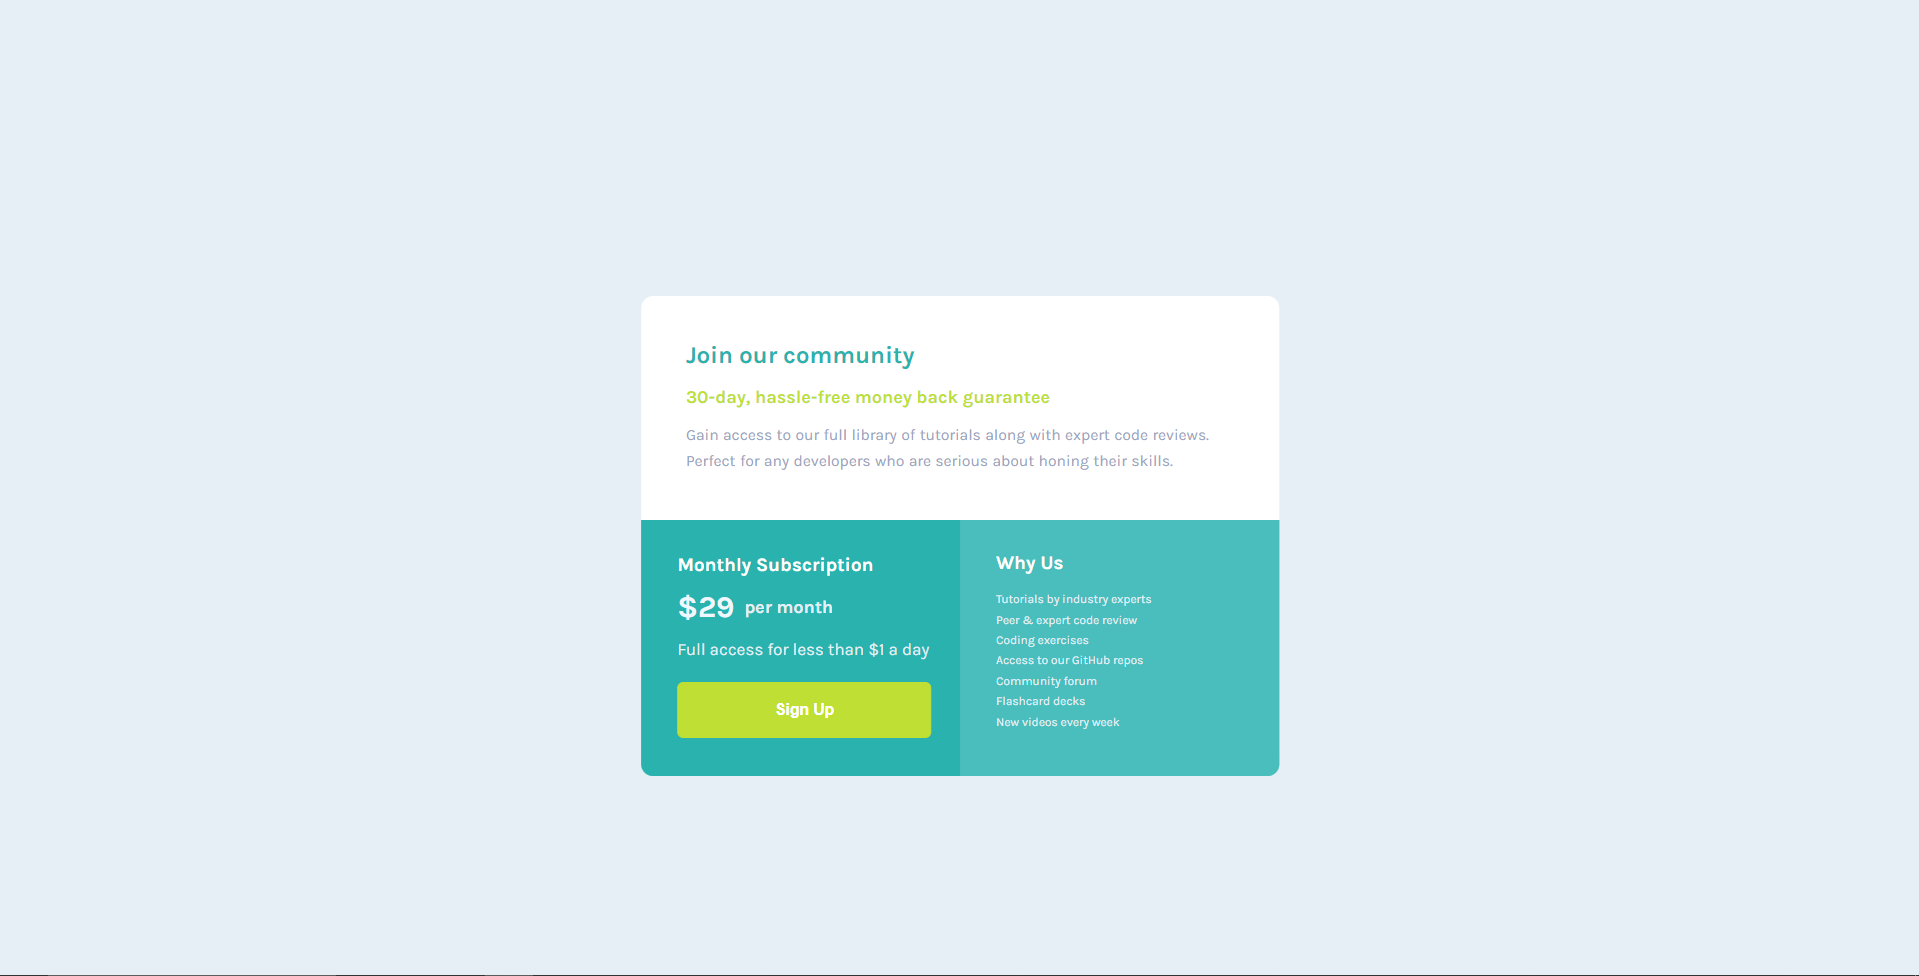 Join our community
30-day, hassle-free money back guarantee
Gain access to our full library of tutorials along with expert code reviews.
Perfect for any developers who are serious about honing their skills.
Monthly Subscription
$29 per month
Full access for less than $1 a day
Sign Up
Why Us
Tutorials by industry experts
Peer & expert code review
Coding exercises
Access to our GitHub repos
Community forum
Flashcard decks
New videos every week